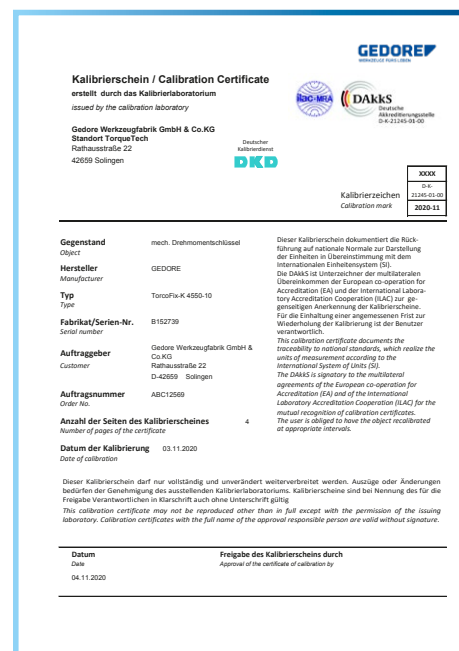 GEDORE
WERKZEUGE FÜRS LEBEN
Kalibrierschein / Calibration Certificate
erstellt durch das Kalibrierlaboratorium
issued by the calibration laboratory
ilac-MRA
DAkkS
Deutsche
Akkreditierungsstelle
D-K-21245-01-00
Gedore Werkzeugfabrik GmbH & Co.KG
Standort TorqueTech
Rathausstraße 22
42659 Solingen
Deutscher
Kalibrierdienst
DKD
Kalibrierzeichen
Calibration mark
XXXX
D-K-
21245-01-00
2020-11
Gegenstand
Object
mech. Drehmomentschlüssel
Hersteller
Manufacturer
GEDORE
Typ
Type
TorcoFix-K 4550-10
Fabrikat/Serien-Nr.
Serial number
B152739
Auftraggeber
Customer
Gedore Werkzeugfabrik GmbH &
Co.KG
Rathausstraße 22
D-42659 Solingen
Auftragsnummer
Order No.
ABC12569
Anzahl der Seiten des Kalibrierscheines
Number of pages of the certificate
4
Datum der Kalibrierung
Date of calibration
03.11.2020
Dieser Kalibrierschein dokumentiert die Rück-
führung auf nationale Normale zur Darstellung
der Einheiten in Übereinstimmung mit dem
Internationalen Einheitensystem (SI).
Die DAkkS ist Unterzeichner der multilateralen
Übereinkommen der European co-operation for
Accreditation (EA) und der International Labora-
tory Accreditation Cooperation (ILAC) zur ge-
genseitigen Anerkennung der Kalibrierscheine.
Für die Einhaltung einer angemessenen Frist zur
Wiederholung der Kalibrierung ist der Benutzer
verantwortlich.
This calibration certificate documents the
traceability to national standards, which realize the
units of measurement according to the
International System of Units (SI).
The DAkkS is signatory to the multilateral
agreements of the European co-operation for
Accreditation (EA) and of the International
Laboratory Accreditation Cooperation (ILAC) for the
mutual recognition of calibration certificates.
The user is obliged to have the object recalibrated
at appropriate intervals.
Dieser Kalibrierschein darf nur vollständig und unverändert weiterverbreitet werden. Auszüge oder Änderungen
bedürfen der Genehmigung des ausstellenden Kalibrierlaboratoriums. Kalibrierscheine sind bei Nennung des für die
Freigabe Verantwortlichen in Klarschrift auch ohne Unterschrift gültig
This calibration certificate may not be reproduced other than in full except with the permission of the issuing
laboratory. Calibration certificates with the full name of the approval responsible person are valid without signature.
Datum
Date
04.11.2020
Freigabe des Kalibrierscheins durch
Approval of the certificate of calibration by